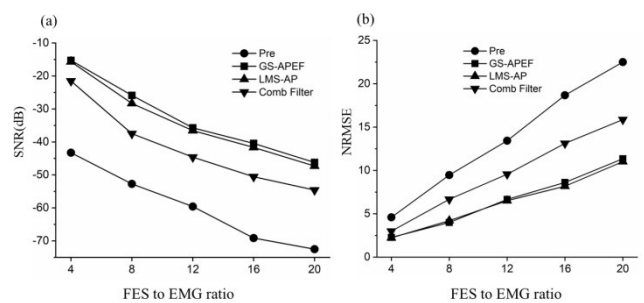 (a)
SNR(dB)
-10
-20
-30
-40
-50
-60
-70
4 8 12 16 20
FES to EMG ratio
Pre
GS-APEF
LMS-AP
Comb Filter
(b)
NRMSE
25
20
15
10
5
0
4 8 12 16 20
FES to EMG ratio
Pre
GS-APEF
LMS-AP
Comb Filter